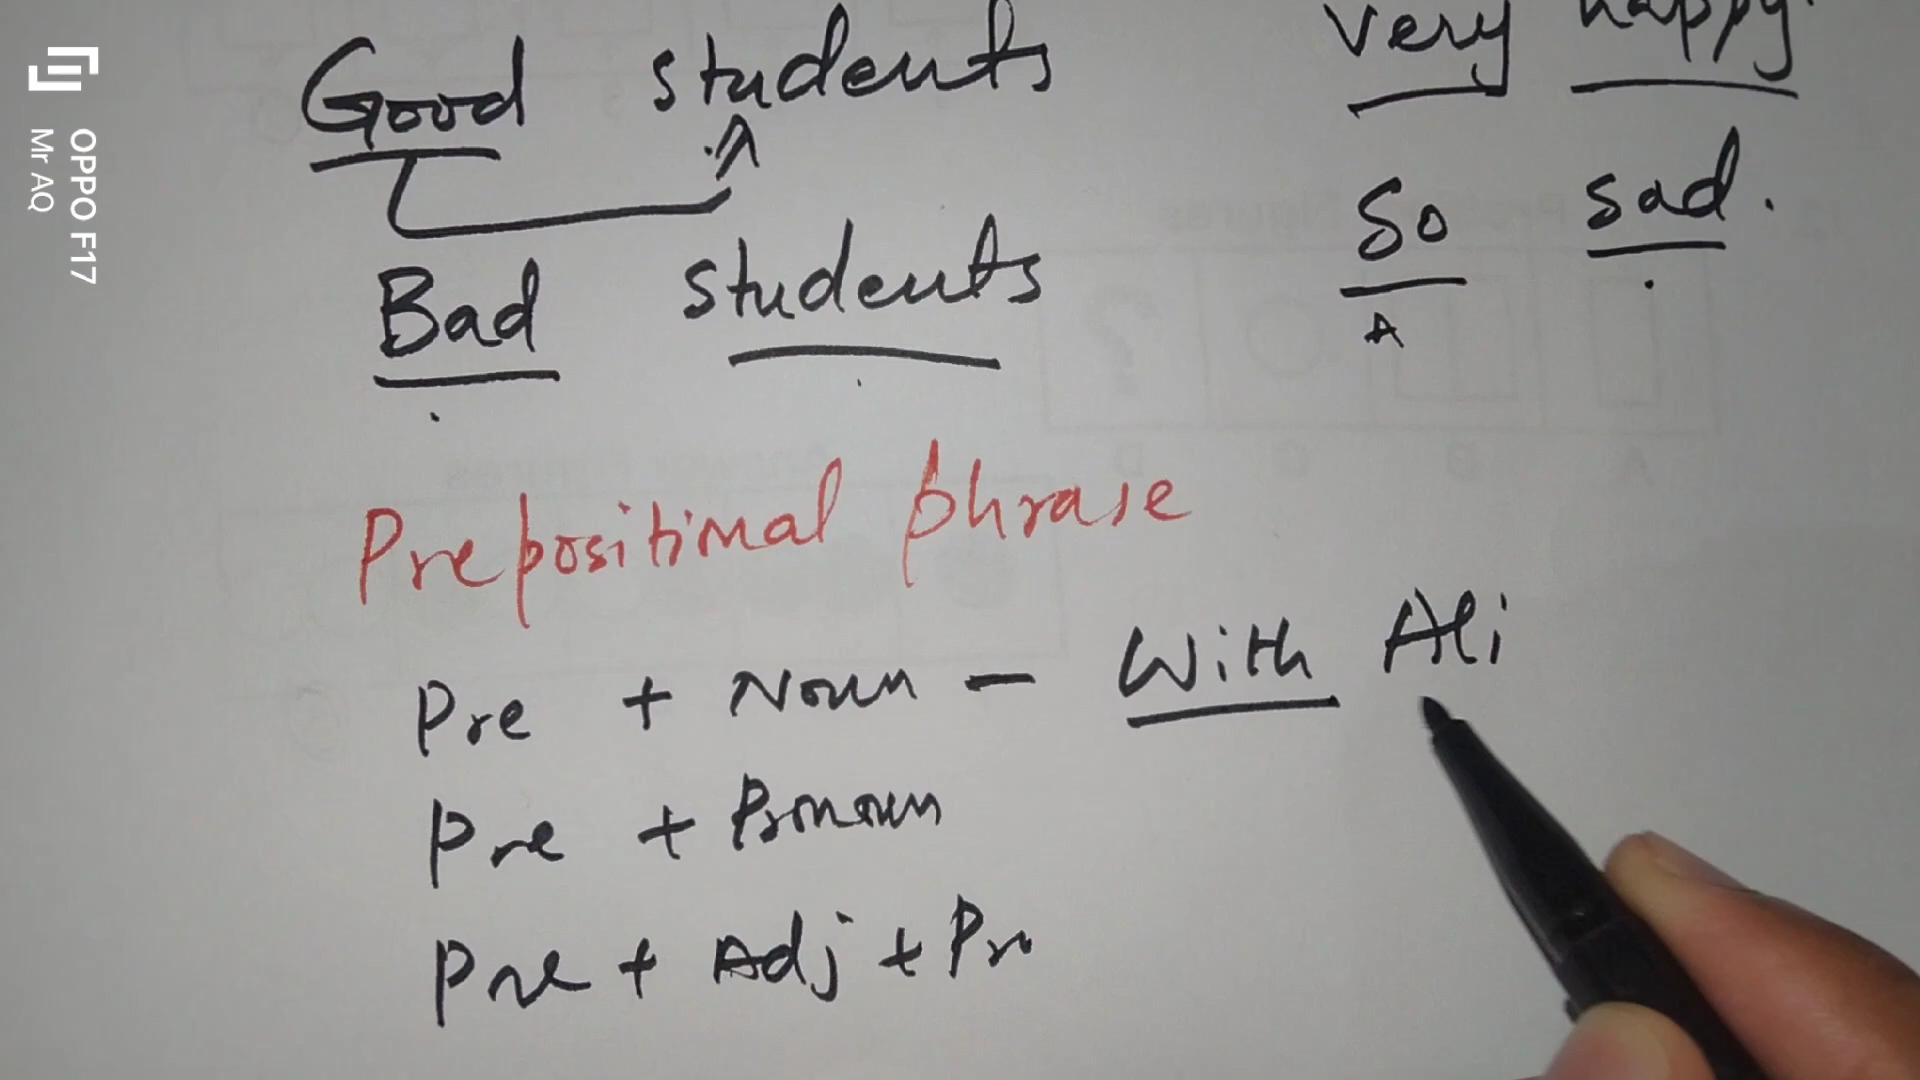 Good students
very happy.
So sad.
A
Bad students
Prepositional phrase
Pre + Noun - With Ali
Pre + Pronoun
Pre + Adj + Pro
OPPO F17
Mr AQ